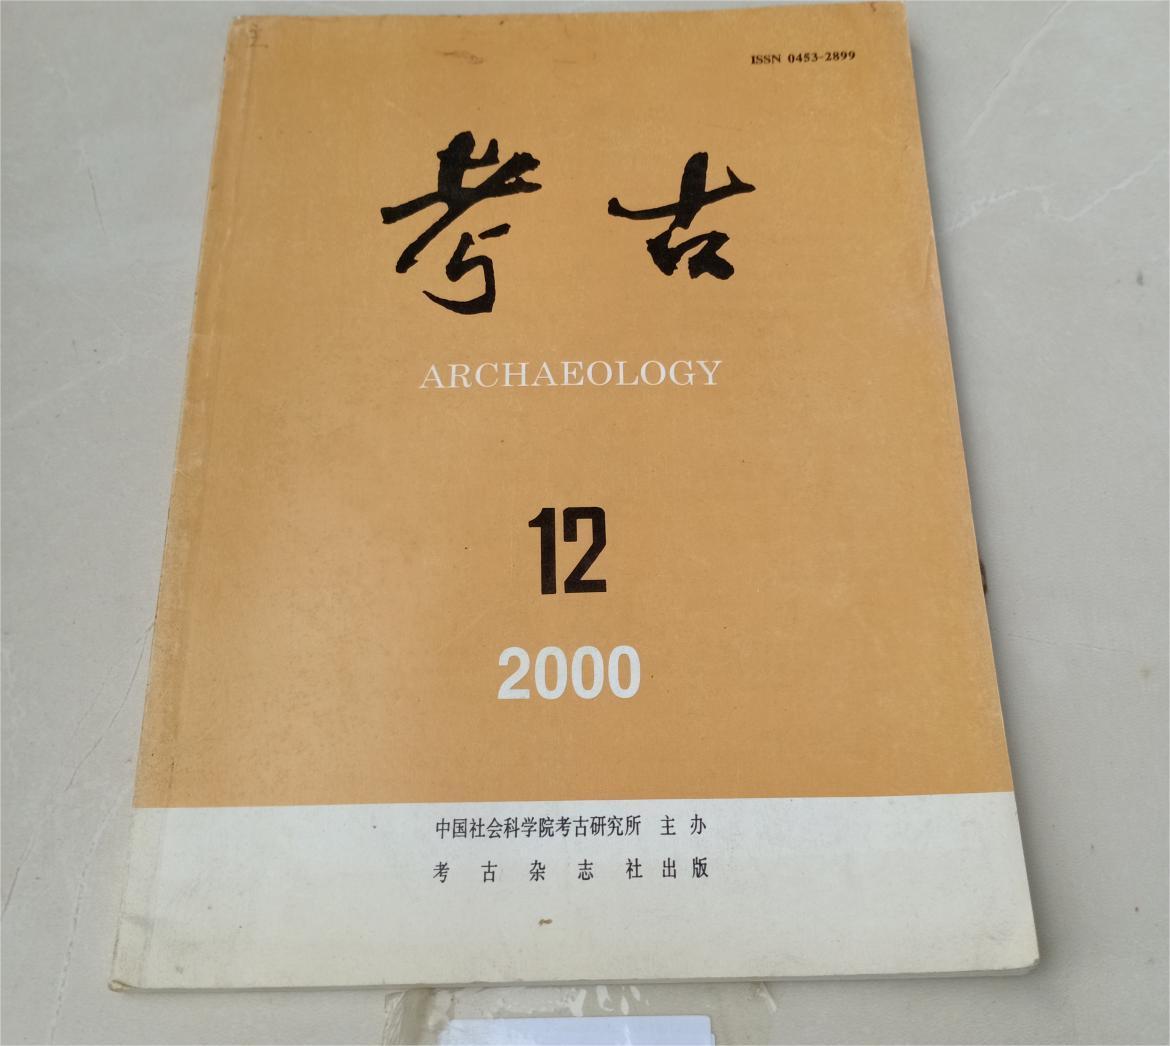 ISSN 0453-2899
考古
ARCHAEOLOGY
12
2000
中国社会科学院考古研究所 主 办
考 古 杂 志 社 出 版